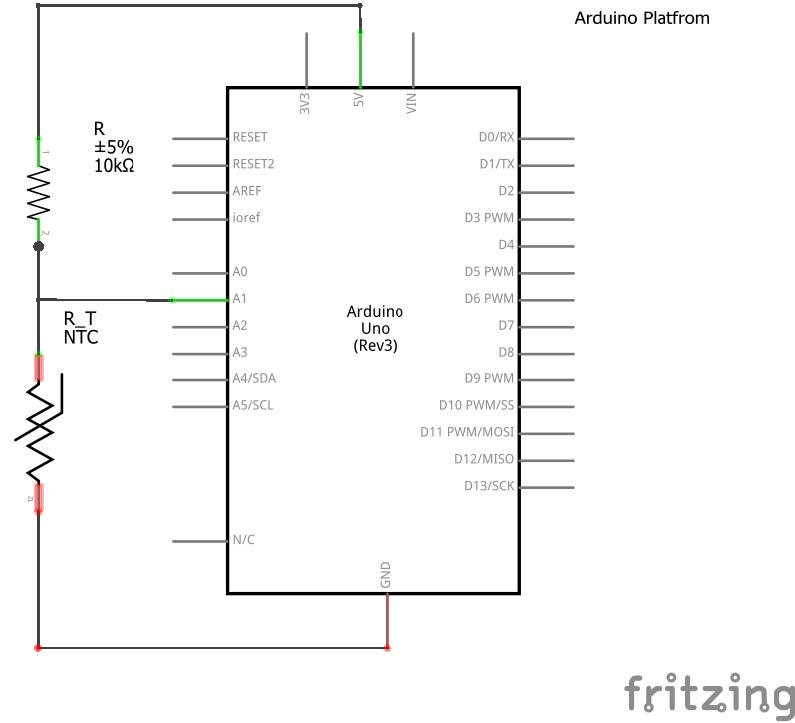 Arduino Platfrom
3V3
5V
VIN
R
±5%
10kΩ
1
2
RESET
RESET2
AREF
ioref
A0
A1
A2
A3
A4/SDA
A5/SCL
N/C
D0/RX
D1/TX
D2
D3 PWM
D4
D5 PWM
D6 PWM
D7
D8
D9 PWM
D10 PWM/SS
D11 PWM/MOSI
D12/MISO
D13/SCK
Arduino
Uno
(Rev3)
R_T
NTC
GND
fritzing